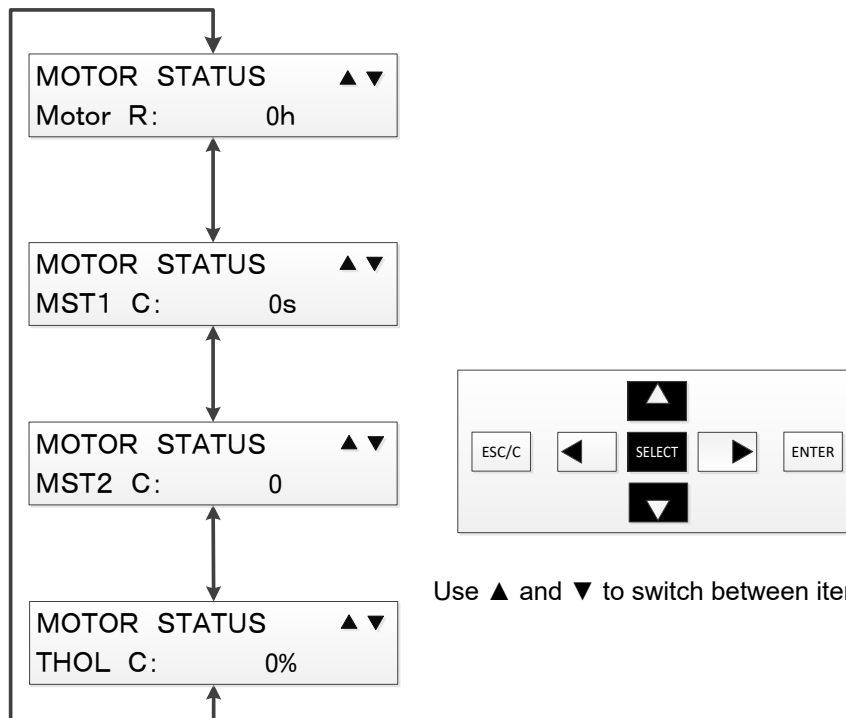 MOTOR STATUS ▲ ▼
Motor R: 0h
MOTOR STATUS ▲ ▼
MST1 C: 0s
MOTOR STATUS ▲ ▼
MST2 C: 0
MOTOR STATUS ▲ ▼
THOL C: 0%
ESC/C ◀ SELECT ▶ ENTER
Use ▲ and ▼ to switch between